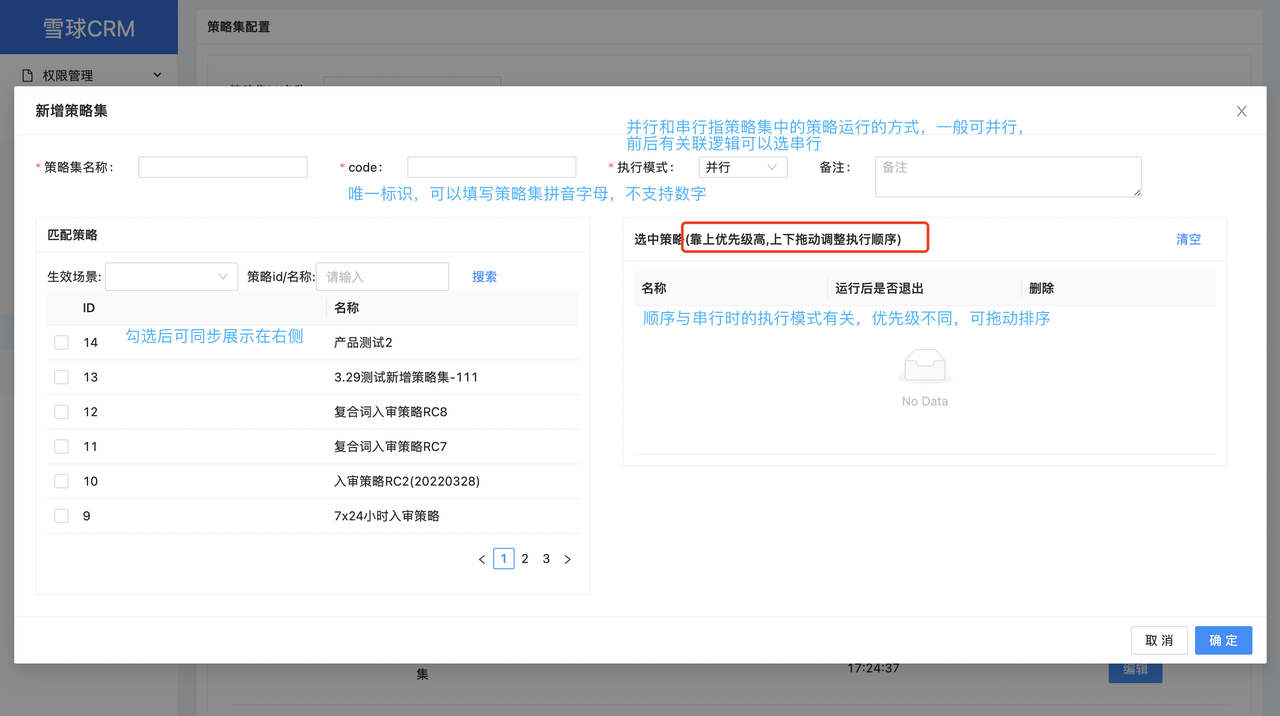 雪球CRM
策略集配置
权限管理
新增策略集
并行和串行指策略集中的策略运行的方式，一般可并行，
前后有关联逻辑可以选串行
* 策略集名称：
* code：
* 执行模式：
并行
备注：
备注
唯一标识，可以填写策略集拼音字母，不支持数字
匹配策略
选中策略(靠上优先级高,上下拖动调整执行顺序)
清空
生效场景:
策略id/名称:
请输入
搜索
名称
运行后是否退出
删除
ID
名称
顺序与串行时的执行模式有关，优先级不同，可拖动排序
勾选后可同步展示在右侧
14
产品测试2
13
3.29测试新增策略集-111
No Data
12
复合词入审策略RC8
11
复合词入审策略RC7
10
入审策略RC2(20220328)
9
7x24小时入审策略
< 1 2 3 >
取 消
确 定
集
17:24:37
编辑